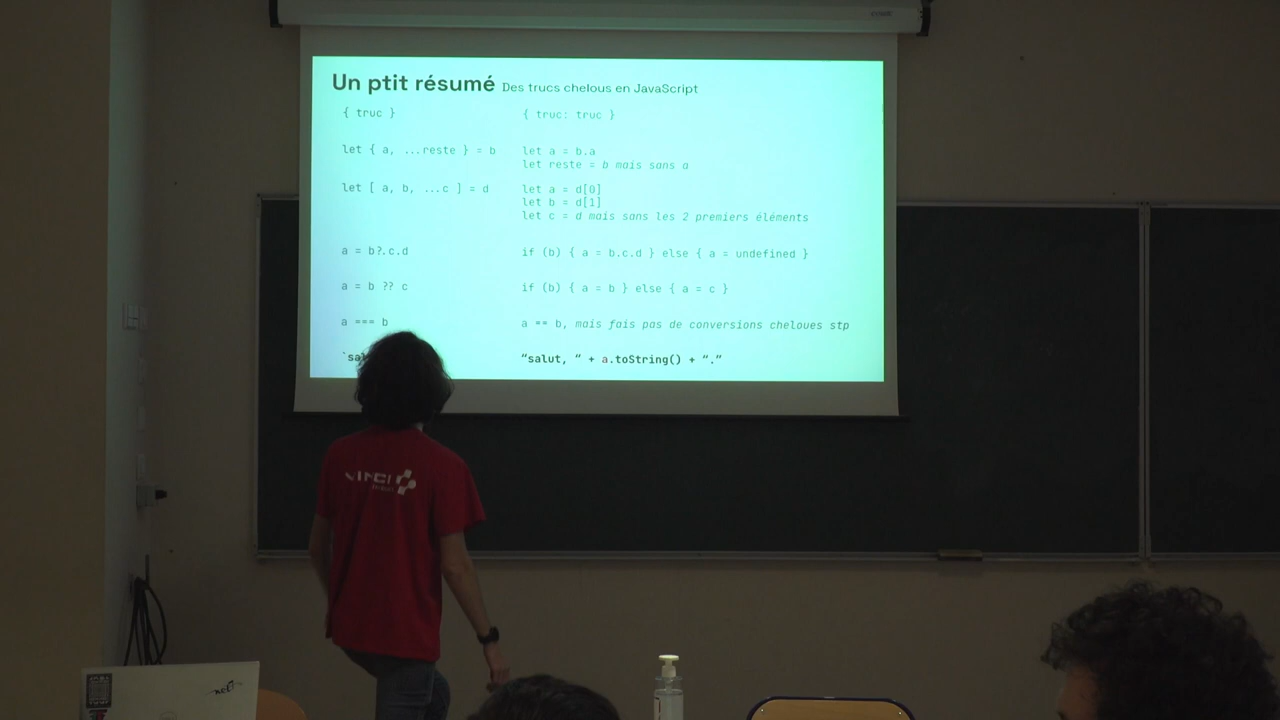 Un ptit résumé Des trucs chelous en JavaScript
{ truc } { truc: truc }
let { a, ...reste } = b let a = b.a
let reste = b mais sans a
let [ a, b, ...c ] = d let a = d[0]
let b = d[1]
let c = d mais sans les 2 premiers éléments
a = b?.c.d if (b) { a = b.c.d } else { a = undefined }
a = b ?? c if (b) { a = b } else { a = c }
a === b a == b, mais fais pas de conversions cheloues stp
“salut, “ + a.toString() + “.”
VINCI